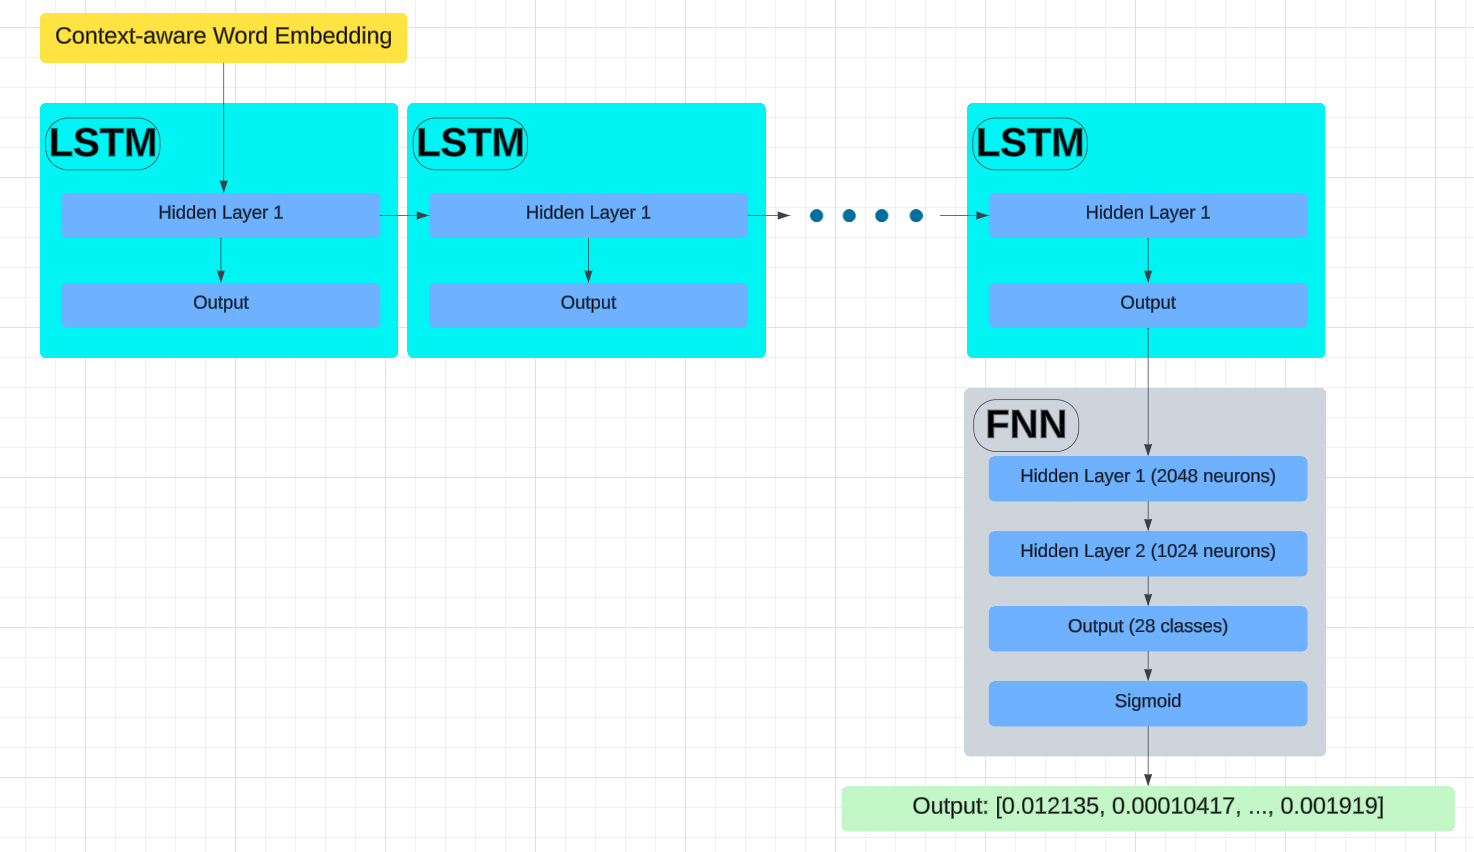 Context-aware Word Embedding
LSTM
Hidden Layer 1
Output
LSTM
Hidden Layer 1
Output
LSTM
Hidden Layer 1
Output
FNN
Hidden Layer 1 (2048 neurons)
Hidden Layer 2 (1024 neurons)
Output (28 classes)
Sigmoid
Output: [0.012135, 0.00010417, ..., 0.001919]